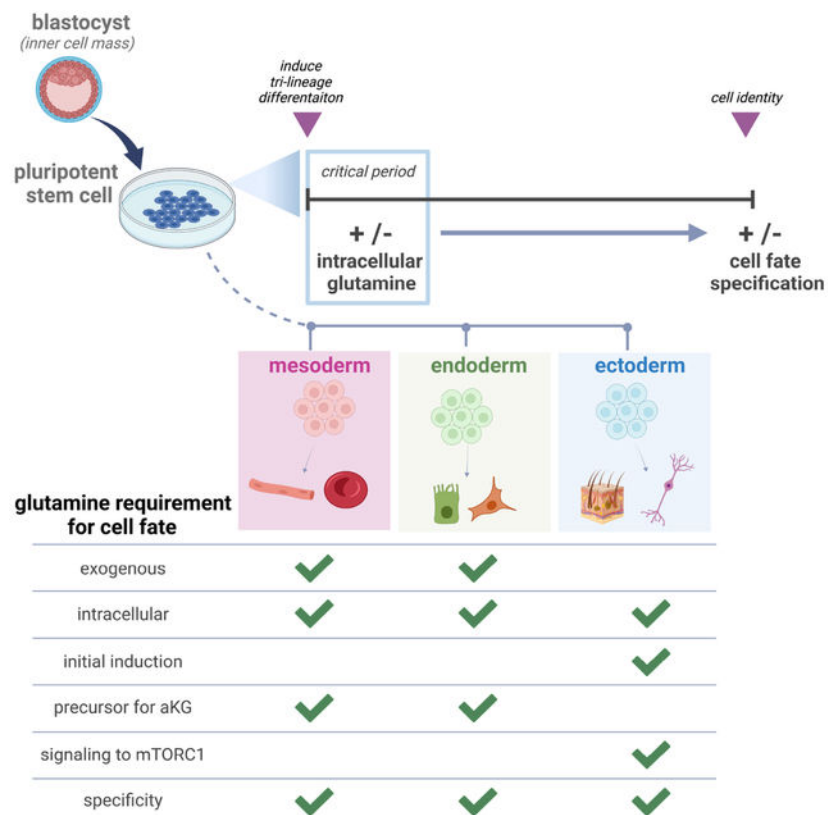 blastocyst
(inner cell mass)
induce
tri-lineage
differentaiton
cell identity
pluripotent
stem cell
critical period
+ /-
intracellular
glutamine
+ /-
cell fate
specification
mesoderm
endoderm
ectoderm
glutamine requirement
for cell fate
exogenous
intracellular
initial induction
precursor for aKG
signaling to mTORC1
specificity